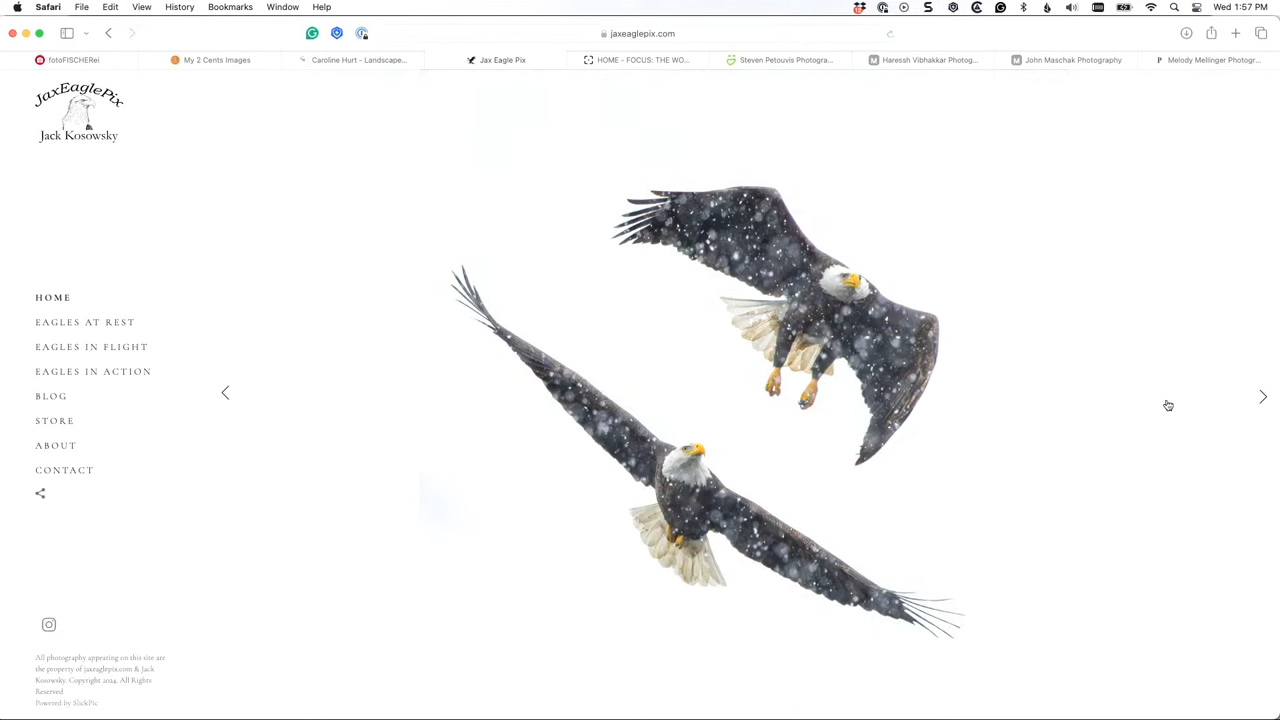 Safari File Edit View History Bookmarks Window Help Wed 1:57 PM
jaxeaglepix.com
fotoFISCHERei My 2 Cents Images Caroline Hurt - Landscape... Jax Eagle Pix HOME - FOCUS: THE WO... Steven Petouvis Photogra... Haressh Vibhakkar Photog... John Maschak Photography Melody Mellinger Photogr...
JaxEaglePix
Jack Kosowsky
HOME
EAGLES AT REST
EAGLES IN FLIGHT
EAGLES IN ACTION
BLOG
STORE
ABOUT
CONTACT
All photography appearing on this site are
the property of jaxeaglepix.com & Jack
Kosowsky. Copyright 2024. All Rights
Reserved
Powered by SlickPic